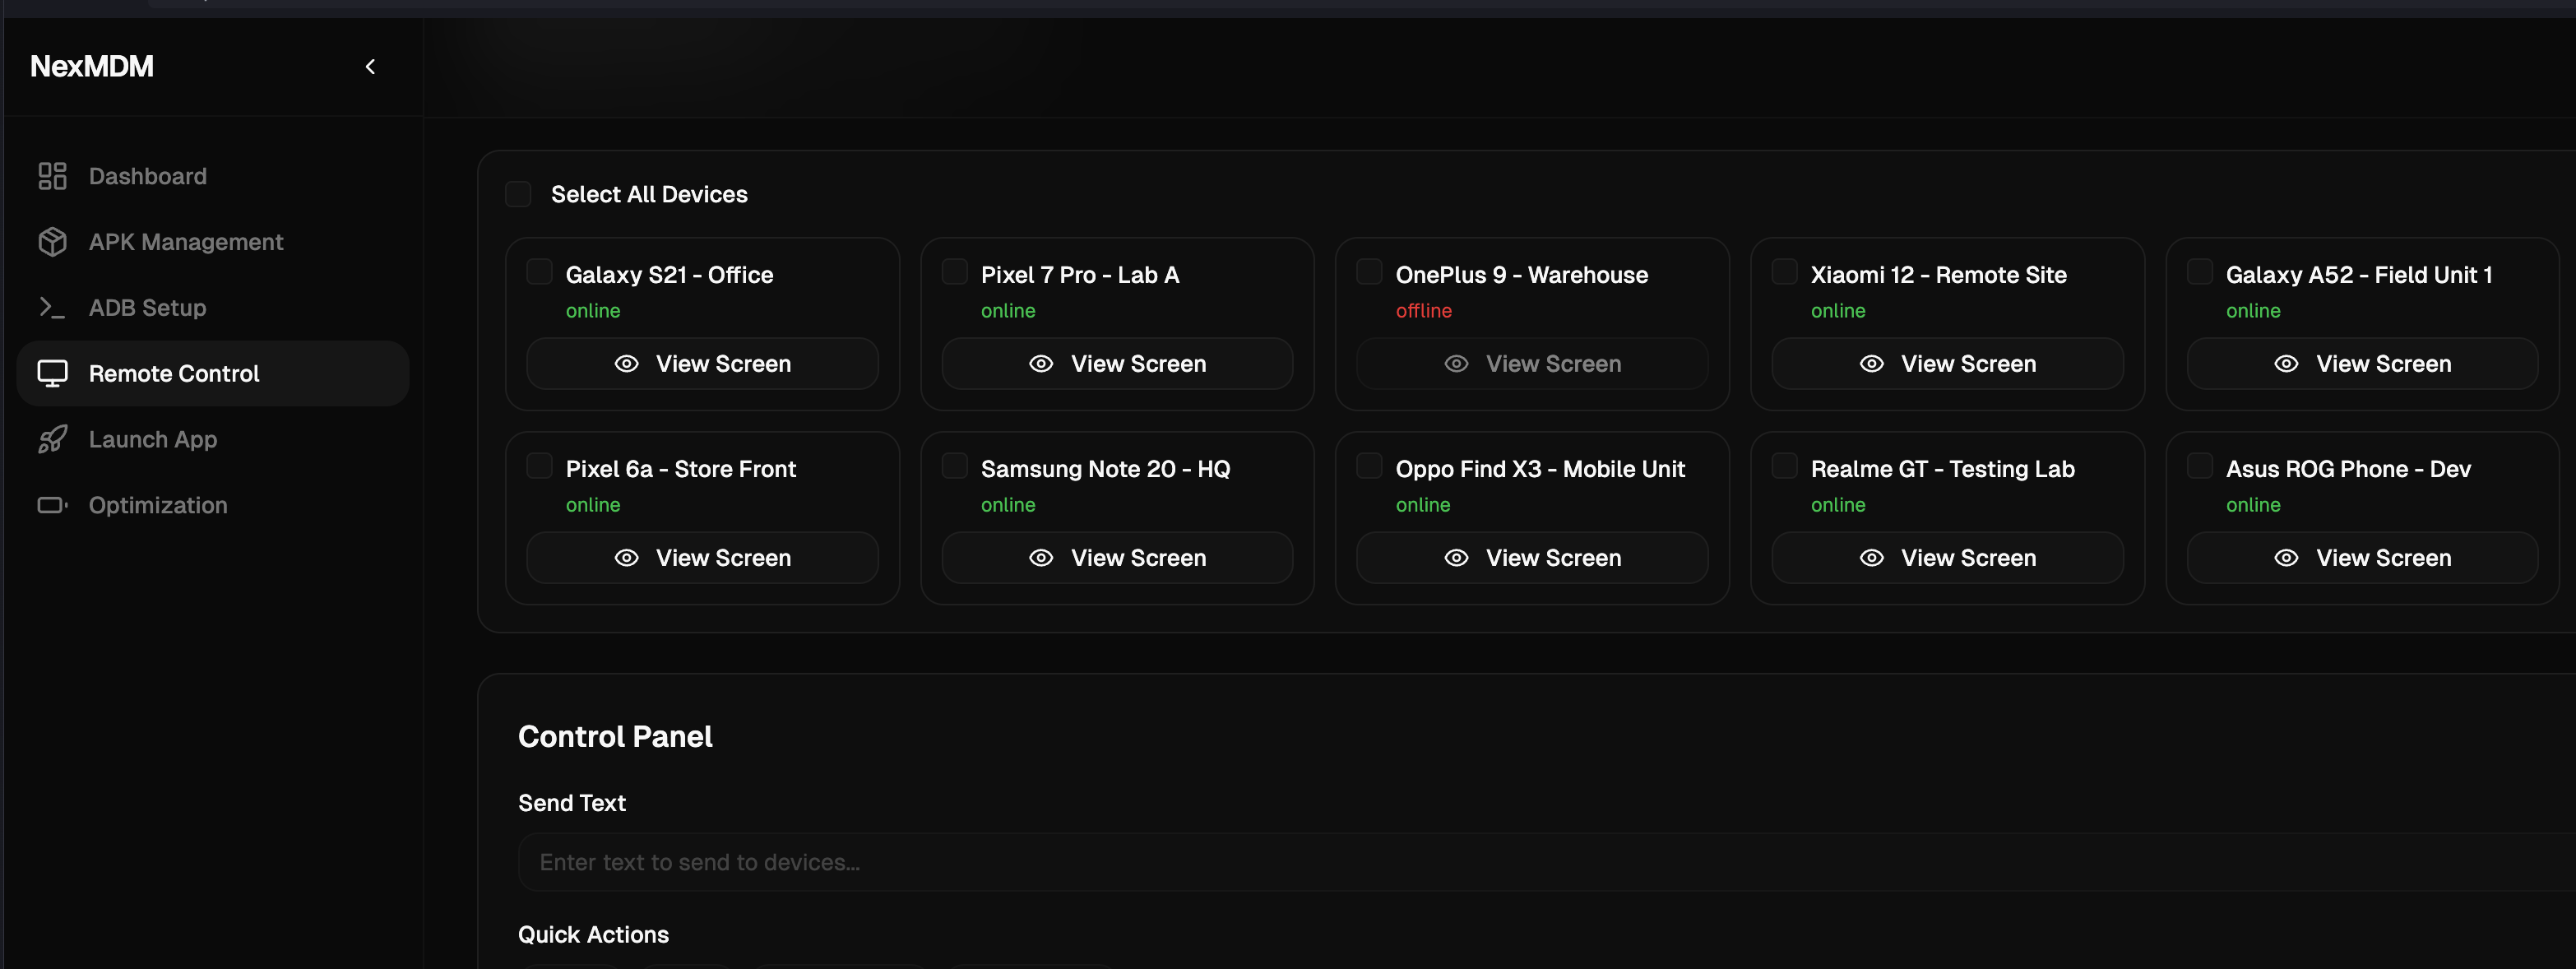 NexMDM
Dashboard
APK Management
ADB Setup
Remote Control
Launch App
Optimization
Select All Devices
Galaxy S21 - Office
online
View Screen
Pixel 7 Pro - Lab A
online
View Screen
OnePlus 9 - Warehouse
offline
View Screen
Xiaomi 12 - Remote Site
online
View Screen
Galaxy A52 - Field Unit 1
online
View Screen
Pixel 6a - Store Front
online
View Screen
Samsung Note 20 - HQ
online
View Screen
Oppo Find X3 - Mobile Unit
online
View Screen
Realme GT - Testing Lab
online
View Screen
Asus ROG Phone - Dev
online
View Screen
Control Panel
Send Text
Enter text to send to devices...
Quick Actions